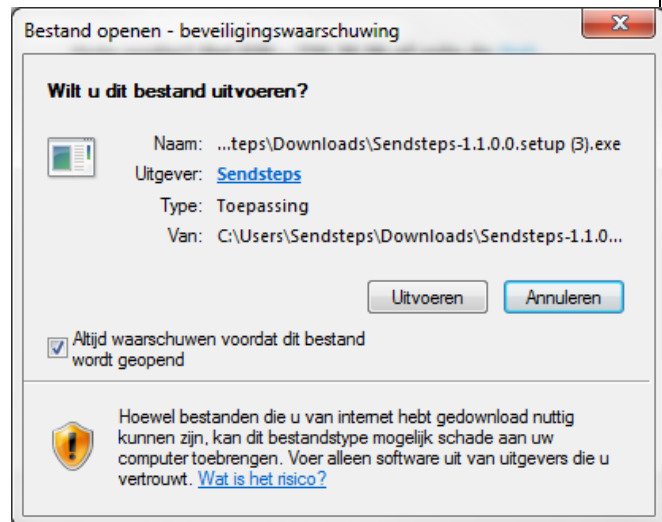 Bestand openen - beveiligingswaarschuwing
Wilt u dit bestand uitvoeren?
Naam: ...teps\Downloads\Sendsteps-1.1.0.0.setup (3).exe
Uitgever: Sendsteps
Type: Toepassing
Van: C:\Users\Sendsteps\Downloads\Sendsteps-1.1.0...
Uitvoeren Annuleren
Altijd waarschuwen voordat dit bestand
wordt geopend
Hoewel bestanden die u van internet hebt gedownload nuttig
kunnen zijn, kan dit bestandstype mogelijk schade aan uw
computer toebrengen. Voer alleen software uit van uitgevers die u
vertrouwt. Wat is het risico?